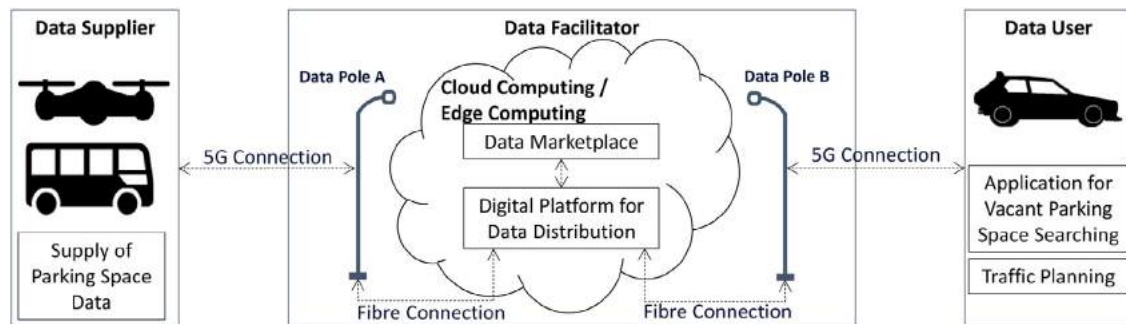 Data Supplier
5G Connection
Supply of
Parking Space
Data
Data Facilitator
Data Pole A
Data Pole B
Cloud Computing /
Edge Computing
Data Marketplace
Digital Platform for
Data Distribution
Fibre Connection
Fibre Connection
5G Connection
Data User
Application for
Vacant Parking
Space Searching
Traffic Planning